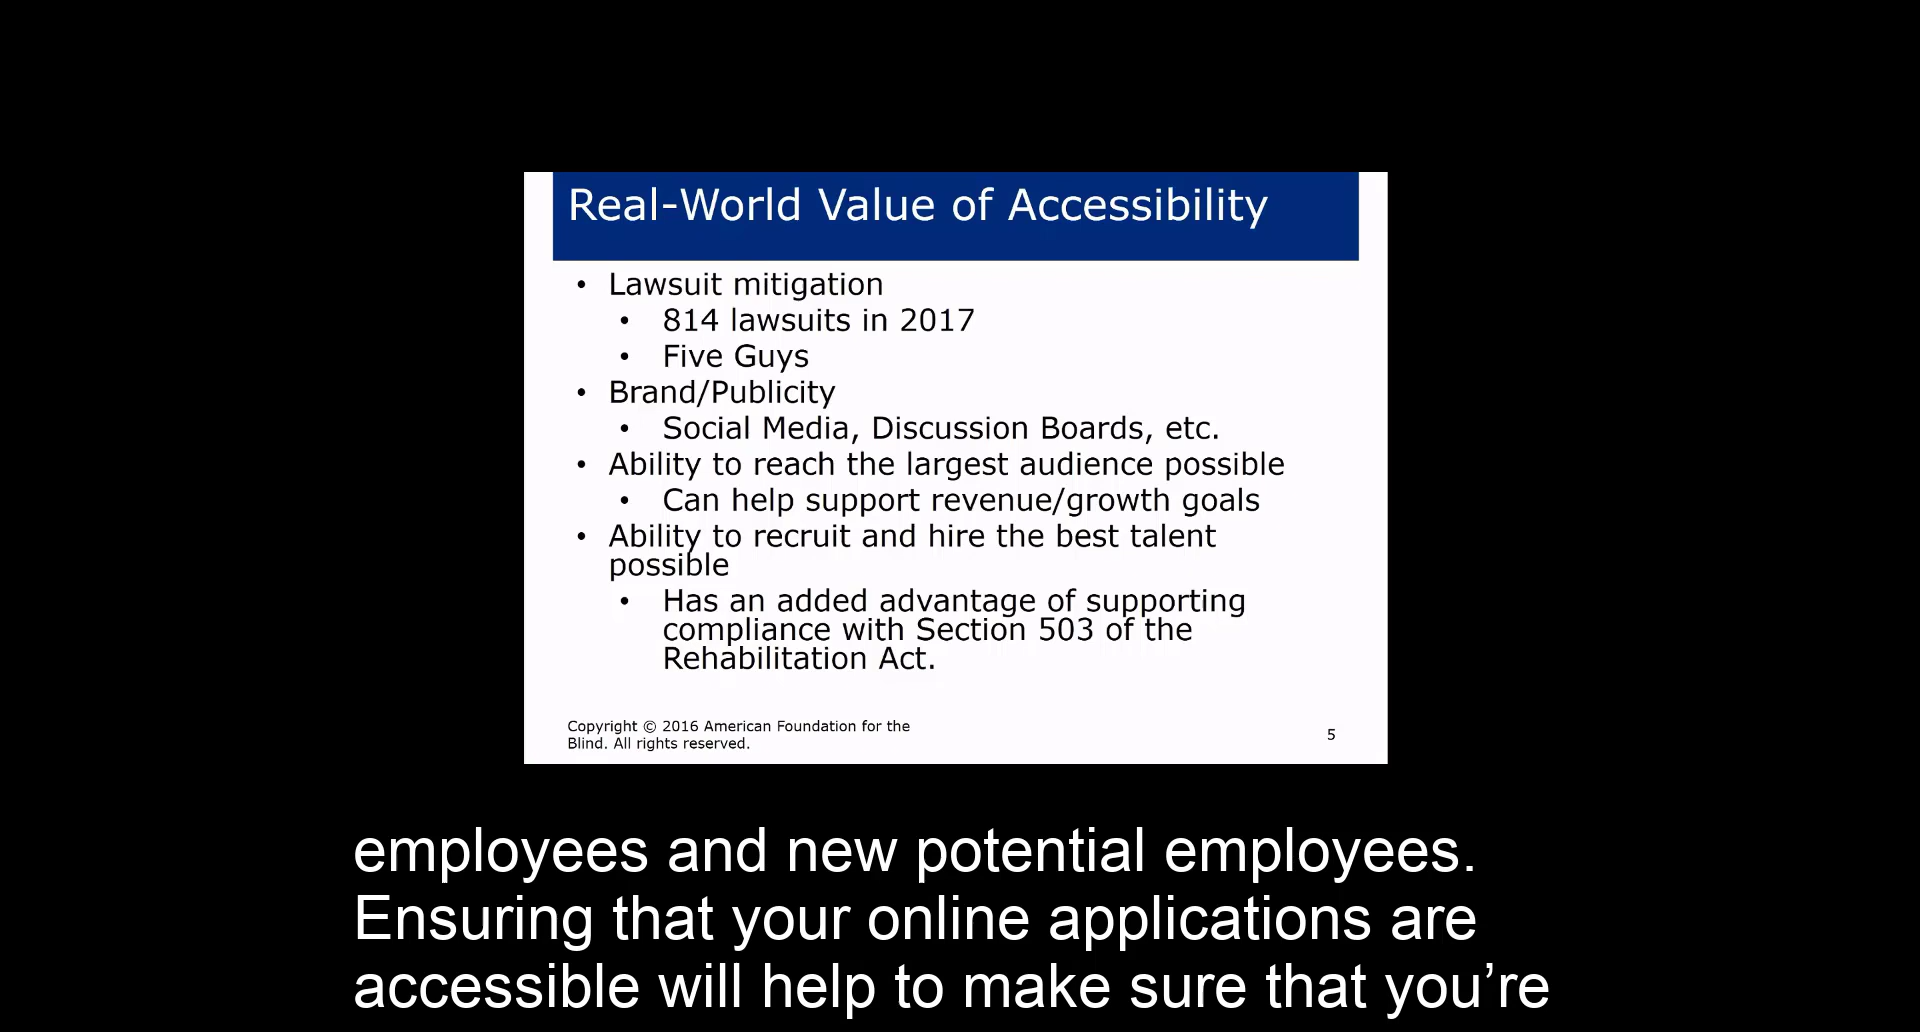 Real-World Value of Accessibility
• Lawsuit mitigation
• 814 lawsuits in 2017
• Five Guys
• Brand/Publicity
• Social Media, Discussion Boards, etc.
• Ability to reach the largest audience possible
• Can help support revenue/growth goals
• Ability to recruit and hire the best talent
possible
• Has an added advantage of supporting
compliance with Section 503 of the
Rehabilitation Act.
Copyright © 2016 American Foundation for the
Blind. All rights reserved.
5
employees and new potential employees.
Ensuring that your online applications are
accessible will help to make sure that you’re